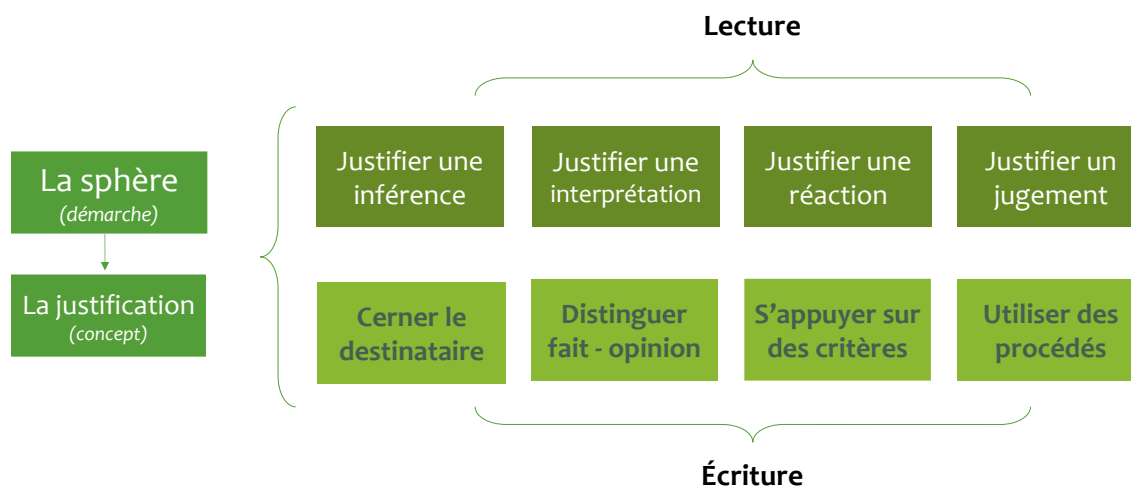 Lecture
La sphère
(démarche)
La justification
(concept)
Justifier une
inférence
Justifier une
interprétation
Justifier une
réaction
Justifier un
jugement
Cerner le
destinataire
Distinguer
fait - opinion
S'appuyer sur
des critères
Utiliser des
procédés
Écriture